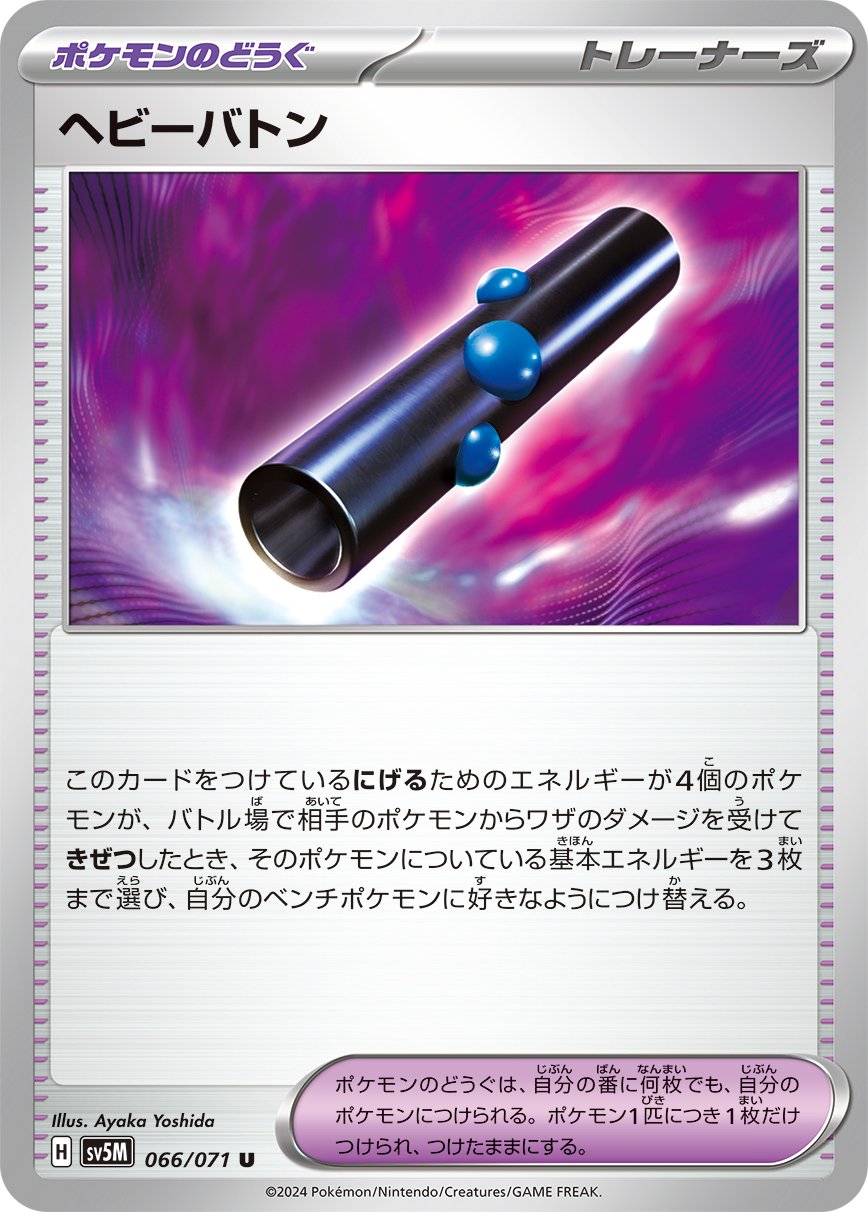 ポケモンのどうぐ トレーナーズ
ヘビーバトン
このカードをつけているにげるためのエネルギーが4個のポケ
モンが、バトル場で相手のポケモンからワザのダメージを受けて
きぜつしたとき、そのポケモンについている基本エネルギーを3枚
まで選び、自分のベンチポケモンに好きなようにつけ替える。
ポケモンのどうぐは、自分の番に何枚でも、自分の
ポケモンにつけられる。ポケモン1匹につき1枚だけ
つけられ、つけたままにする。
Illus. Ayaka Yoshida
H SV5M 066/071 U
©2024 Pokémon/Nintendo/Creatures/GAME FREAK.